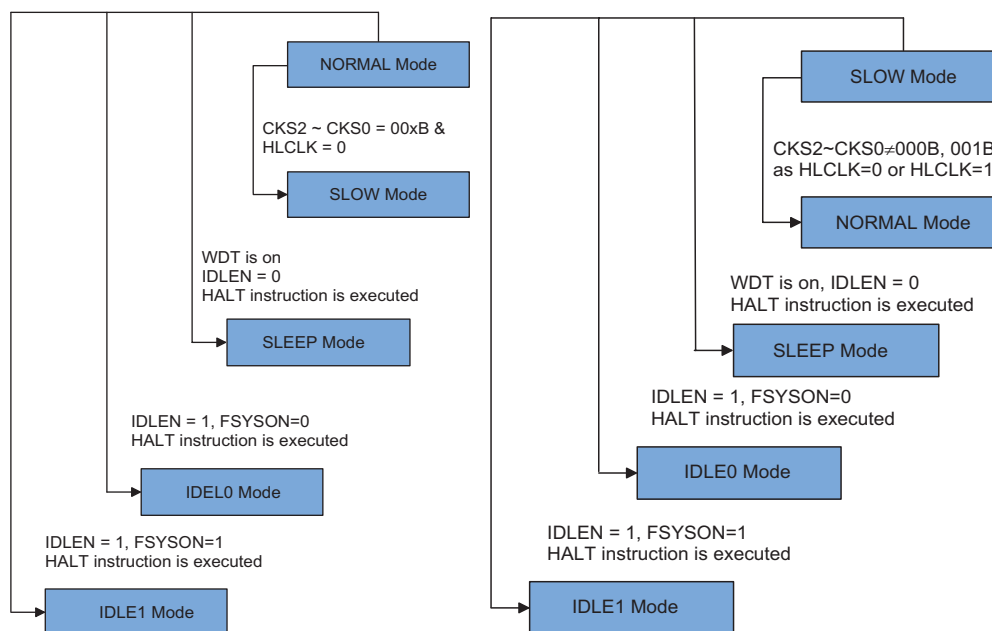 NORMAL Mode
CKS2 ~ CKS0 = 00xB &
HLCLK = 0
SLOW Mode
WDT is on
IDLEN = 0
HALT instruction is executed
SLEEP Mode
IDLEN = 1, FSYSON=0
HALT instruction is executed
IDEL0 Mode
IDLEN = 1, FSYSON=1
HALT instruction is executed
IDLE1 Mode
SLOW Mode
CKS2~CKS0≠000B, 001B
as HLCLK=0 or HLCLK=1
NORMAL Mode
WDT is on, IDLEN = 0
HALT instruction is executed
SLEEP Mode
IDLEN = 1, FSYSON=0
HALT instruction is executed
IDLE0 Mode
IDLEN = 1, FSYSON=1
HALT instruction is executed
IDLE1 Mode